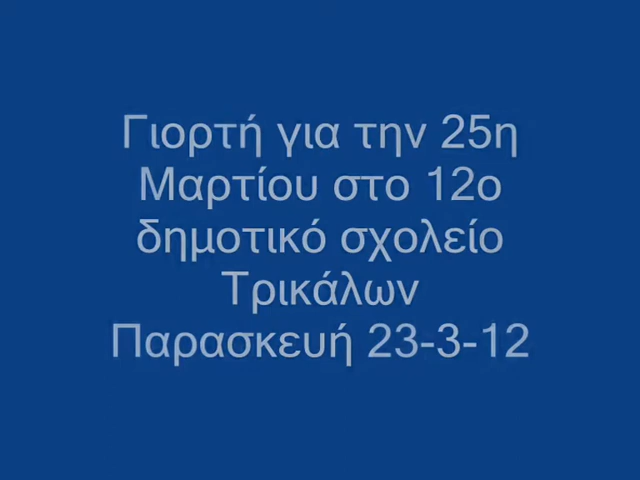 Γιορτή για την 25η
Μαρτίου στο 12ο
δημοτικό σχολείο
Τρικάλων
Παρασκευή 23-3-12